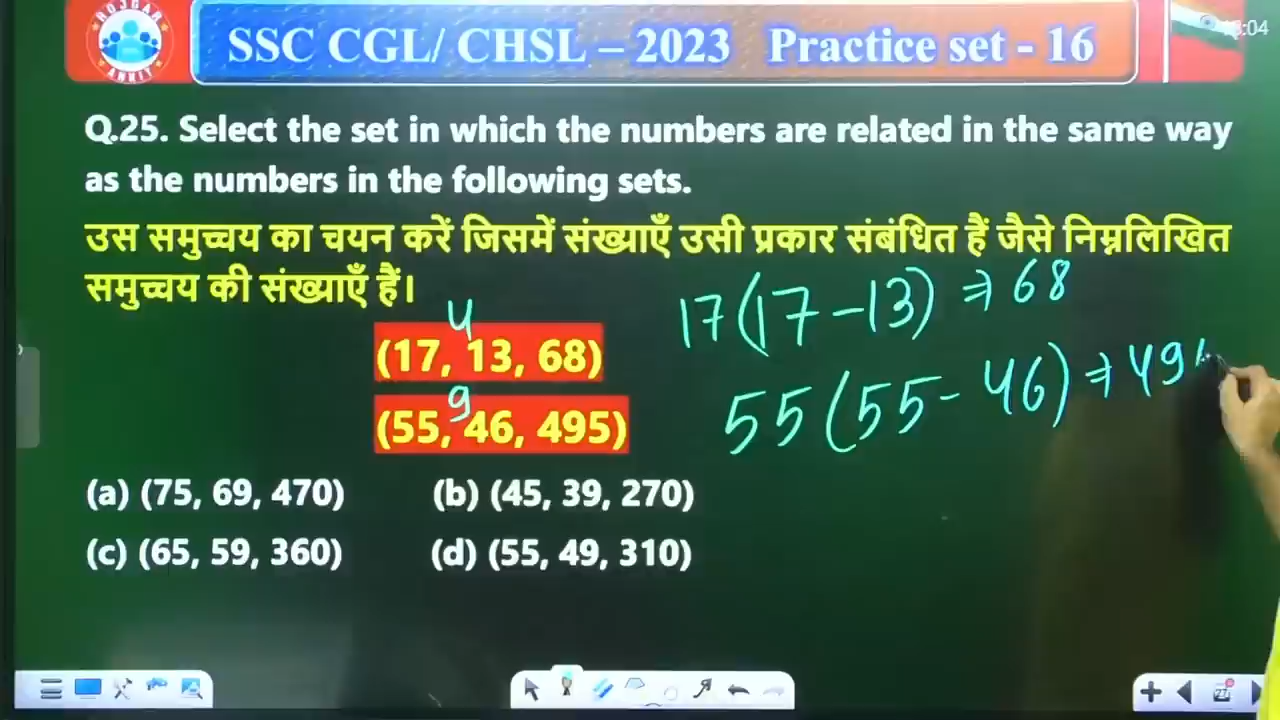 ROJGAR
ANKIT
SSC CGL/ CHSL – 2023 Practice set - 16
:04
Q.25. Select the set in which the numbers are related in the same way
as the numbers in the following sets.
उस समुच्चय का चयन करें जिसमें संख्याएँ उसी प्रकार संबंधित हैं जैसे निम्नलिखित
समुच्चय की संख्याएँ हैं।
17(17-13) ⇒ 68
4
(17, 13, 68)
55(55-46) ⇒ 49
9
(55, 46, 495)
(a) (75, 69, 470) (b) (45, 39, 270)
(c) (65, 59, 360) (d) (55, 49, 310)